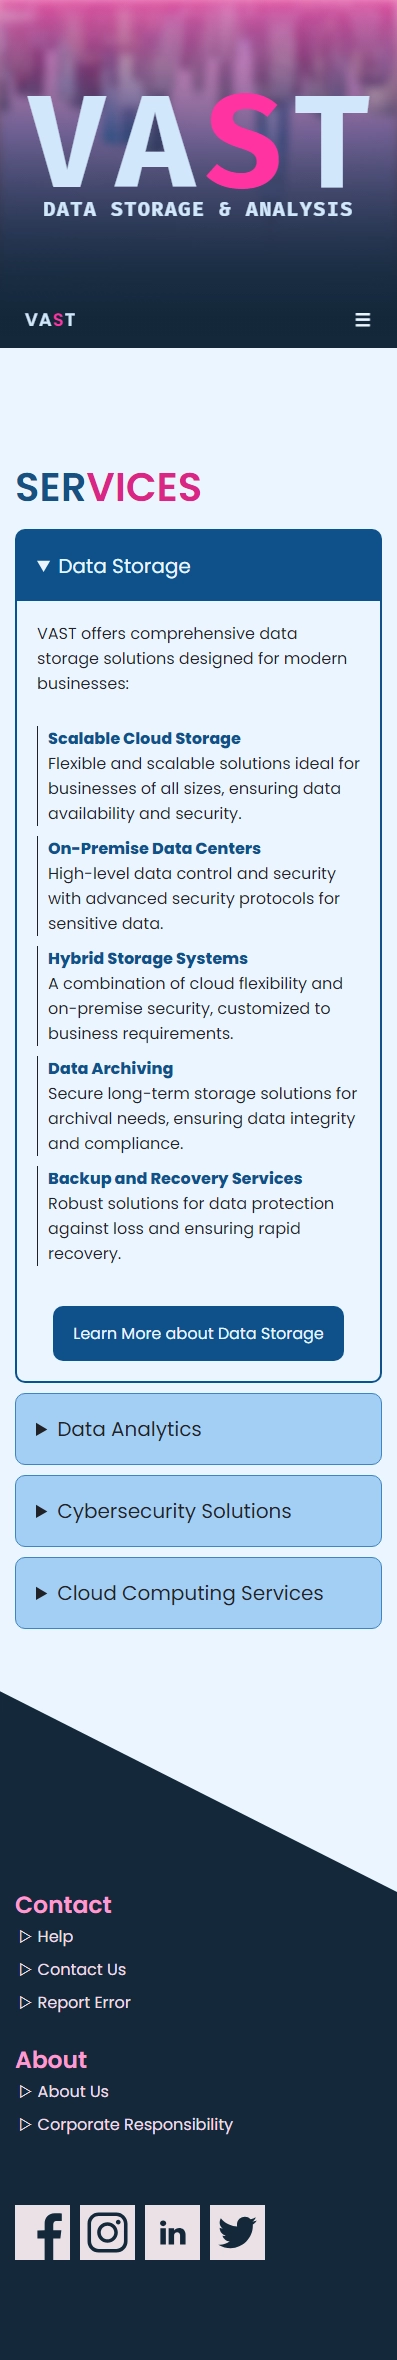 VAST
DATA STORAGE & ANALYSIS
VAST
SERVICES
Data Storage
VAST offers comprehensive data
storage solutions designed for modern
businesses:
Scalable Cloud Storage
Flexible and scalable solutions ideal for
businesses of all sizes, ensuring data
availability and security.
On-Premise Data Centers
High-level data control and security
with advanced security protocols for
sensitive data.
Hybrid Storage Systems
A combination of cloud flexibility and
on-premise security, customized to
business requirements.
Data Archiving
Secure long-term storage solutions for
archival needs, ensuring data integrity
and compliance.
Backup and Recovery Services
Robust solutions for data protection
against loss and ensuring rapid
recovery.
Learn More about Data Storage
Data Analytics
Cybersecurity Solutions
Cloud Computing Services
Contact
Help
Contact Us
Report Error
About
About Us
Corporate Responsibility